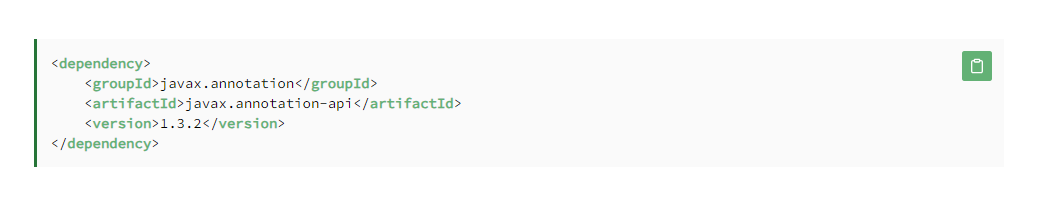 <dependency>
    <groupId>javax.annotation</groupId>
    <artifactId>javax.annotation-api</artifactId>
    <version>1.3.2</version>
</dependency>